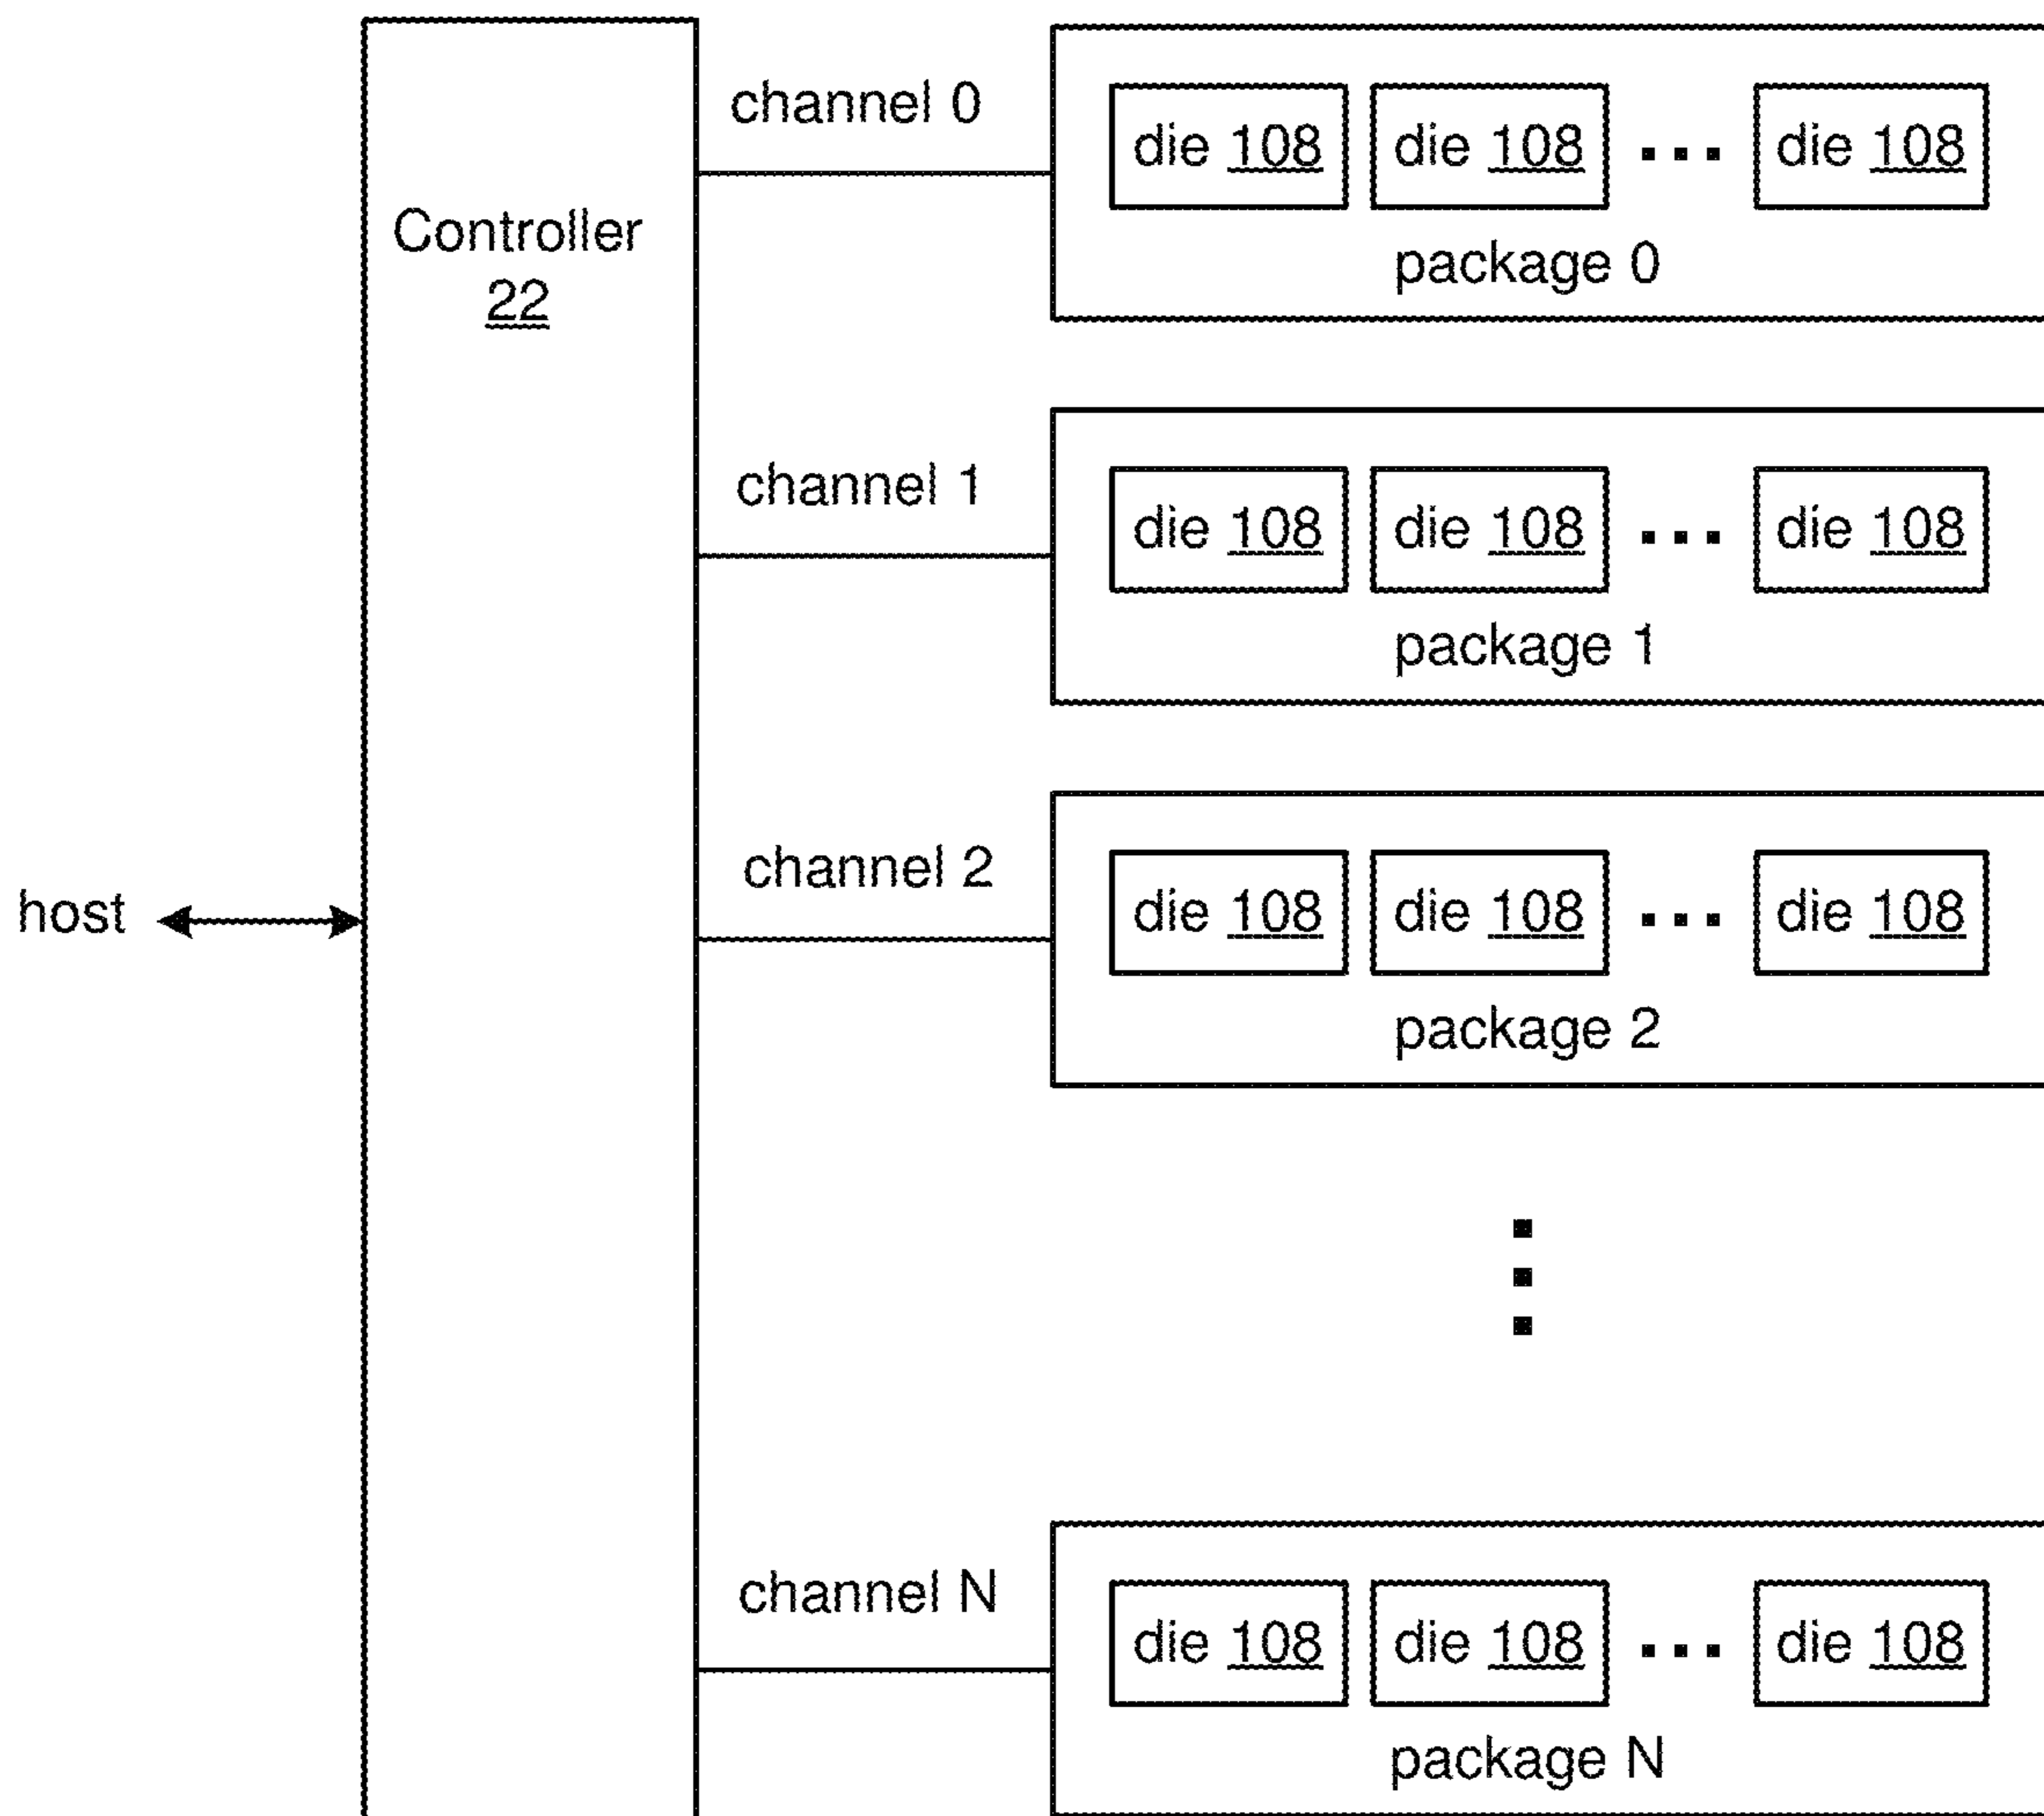 Controller
22
host
channel 0
die 108 die 108 ... die 108
package 0
channel 1
die 108 die 108 ... die 108
package 1
channel 2
die 108 die 108 ... die 108
package 2
channel N
die 108 die 108 ... die 108
package N